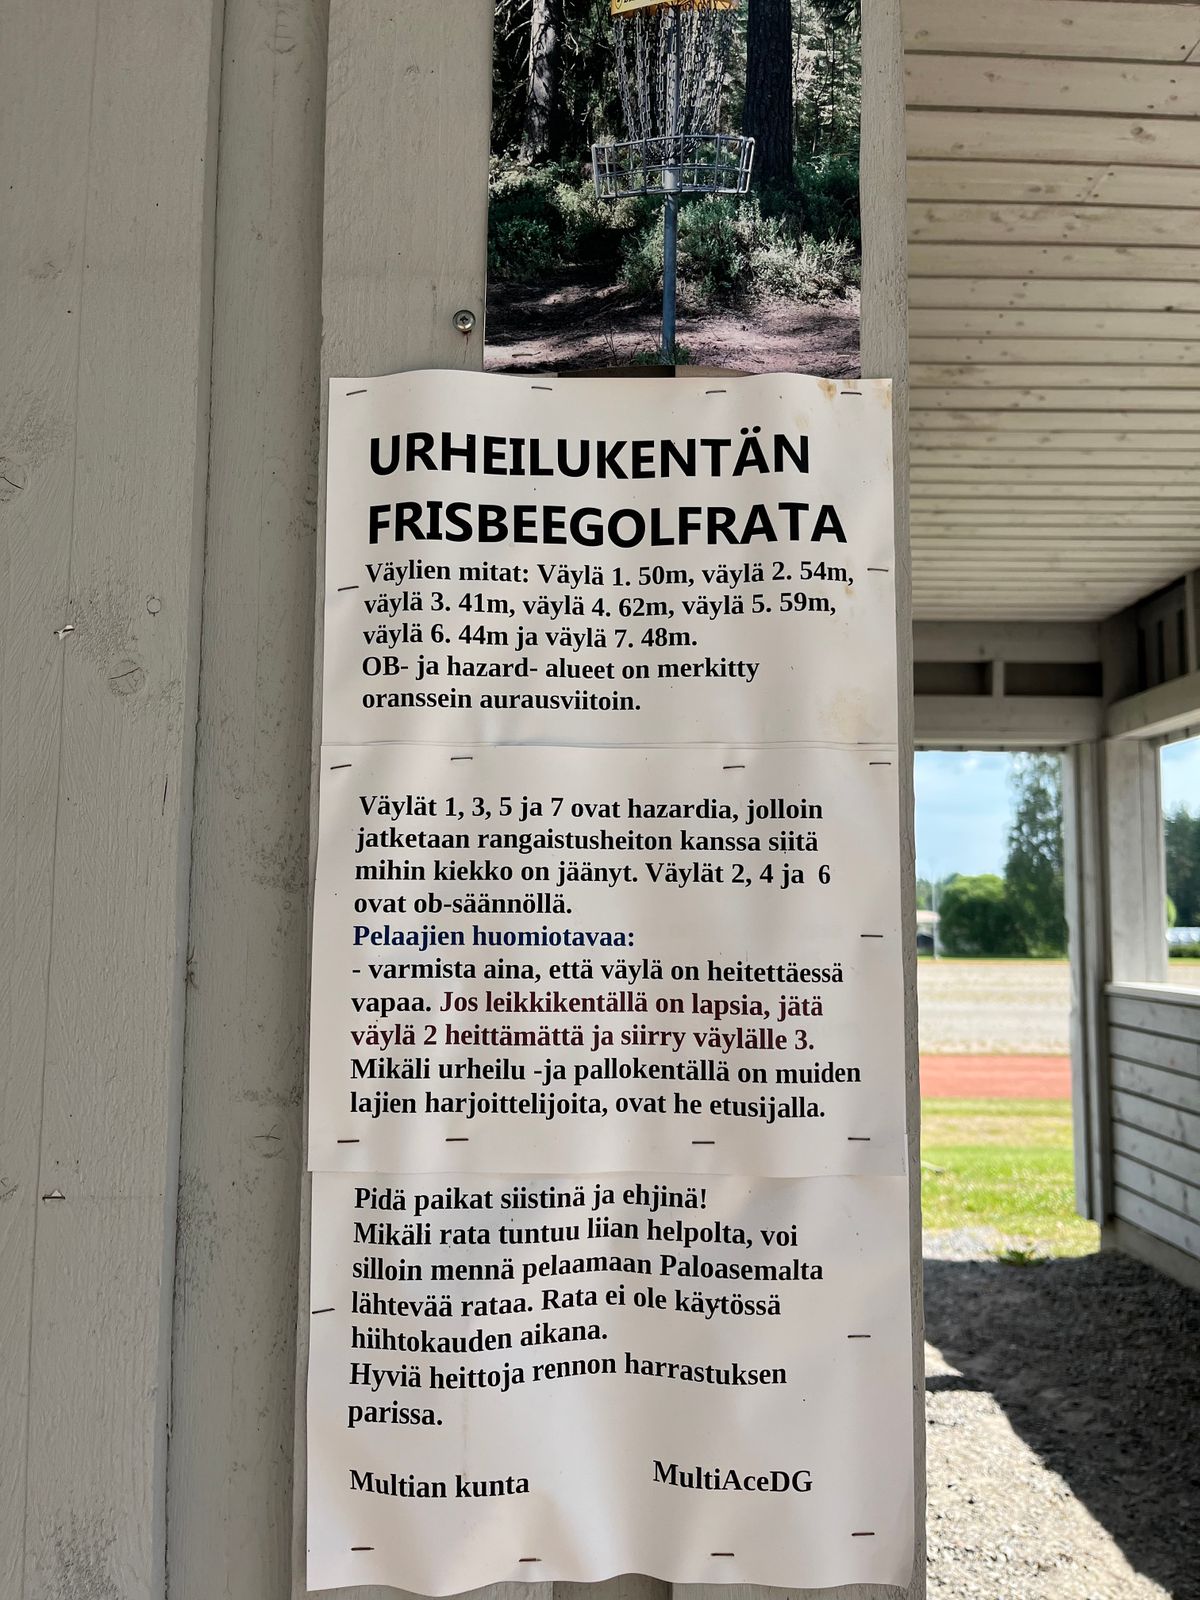 URHEILUKENTÄN
FRISBEEGOLFRATA
Väylien mitat: Väylä 1. 50m, väylä 2. 54m,
väylä 3. 41m, väylä 4. 62m, väylä 5. 59m,
väylä 6. 44m ja väylä 7. 48m.
OB- ja hazard- alueet on merkitty
oranssein aurausviitoin.
Väylät 1, 3, 5 ja 7 ovat hazardia, jolloin
jatketaan rangaistusheiton kanssa siitä
mihin kiekko on jäänyt. Väylät 2, 4 ja 6
ovat ob-säännöllä.
Pelaajien huomiotavaa:
- varmista aina, että väylä on heitettäessä
vapaa. Jos leikkikentällä on lapsia, jätä
väylä 2 heittämättä ja siirry väylälle 3.
Mikäli urheilu -ja pallokentällä on muiden
lajien harjoittelijoita, ovat he etusijalla.
Pidä paikat siistinä ja ehjinä!
Mikäli rata tuntuu liian helpolta, voi
silloin mennä pelaamaan Paloasemalta
lähtevää rataa. Rata ei ole käytössä
hiihtokauden aikana.
Hyviä heittoja rennon harrastuksen
parissa.
Multian kunta MultiAceDG